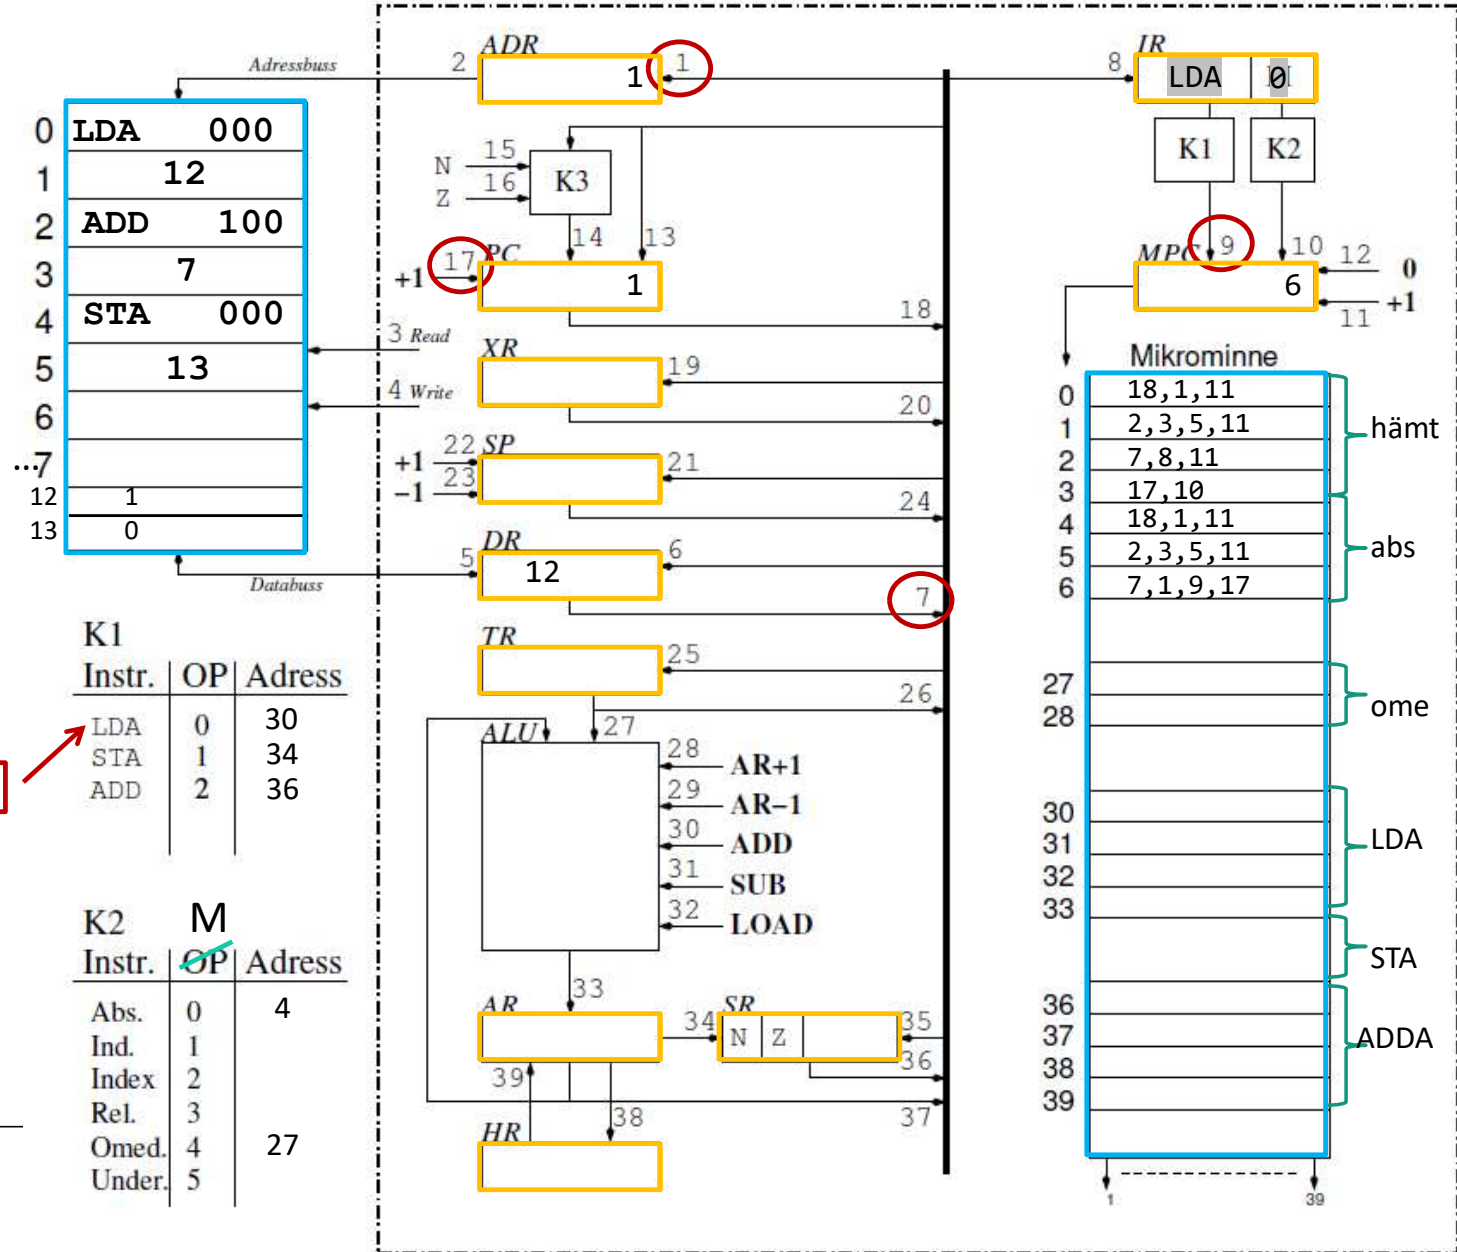 Adressbuss
2
ADR
1
1
8
IR
LDA 0
K1
K2
9
10
12
0
MPC
6
11
+1
0 LDA 000
1 12
2 ADD 100
3 7
4 STA 000
5 13
6
...7
12 1
13 0
N 15
Z 16
K3
14
13
17
PC
+1
1
18
3 Read
4 Write
XR
19
20
22 SP
+1
23
−1
21
24
5
DR
12
6
7
Databuss
TR
25
26
27
ALU
28 AR+1
29 AR−1
30 ADD
31 SUB
32 LOAD
33
AR
34
SR
N Z
35
36
39
38
37
HR
Mikrominne
0 18,1,11
1 2,3,5,11
2 7,8,11
3 17,10
hämt
4 18,1,11
5 2,3,5,11
6 7,1,9,17
abs
27
28
ome
30
31
32
33
LDA
STA
36
37
38
39
ADDA
1
39
K1
Instr. OP Adress
LDA 0 30
STA 1 34
ADD 2 36
K2 M
Instr. OP Adress
Abs. 0 4
Ind. 1
Index 2
Rel. 3
Omed. 4 27
Under. 5